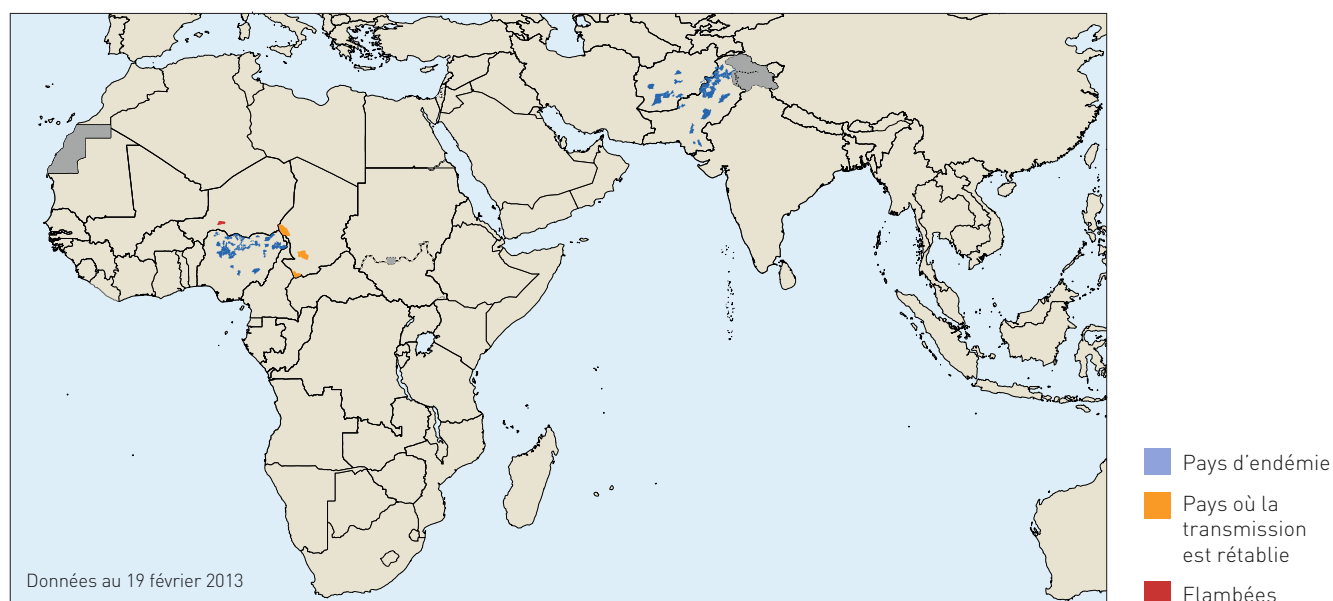 Pays d'endémie
Pays où la
transmission
est rétablie
Flambées
Données au 19 février 2013